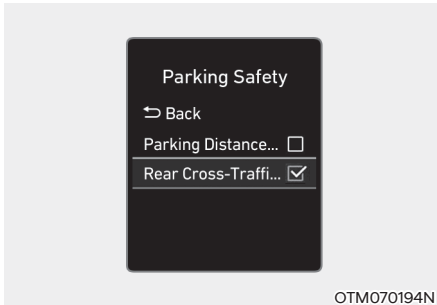 Parking Safety
Back
Parking Distance...
Rear Cross-Traffi...
OTM070194N